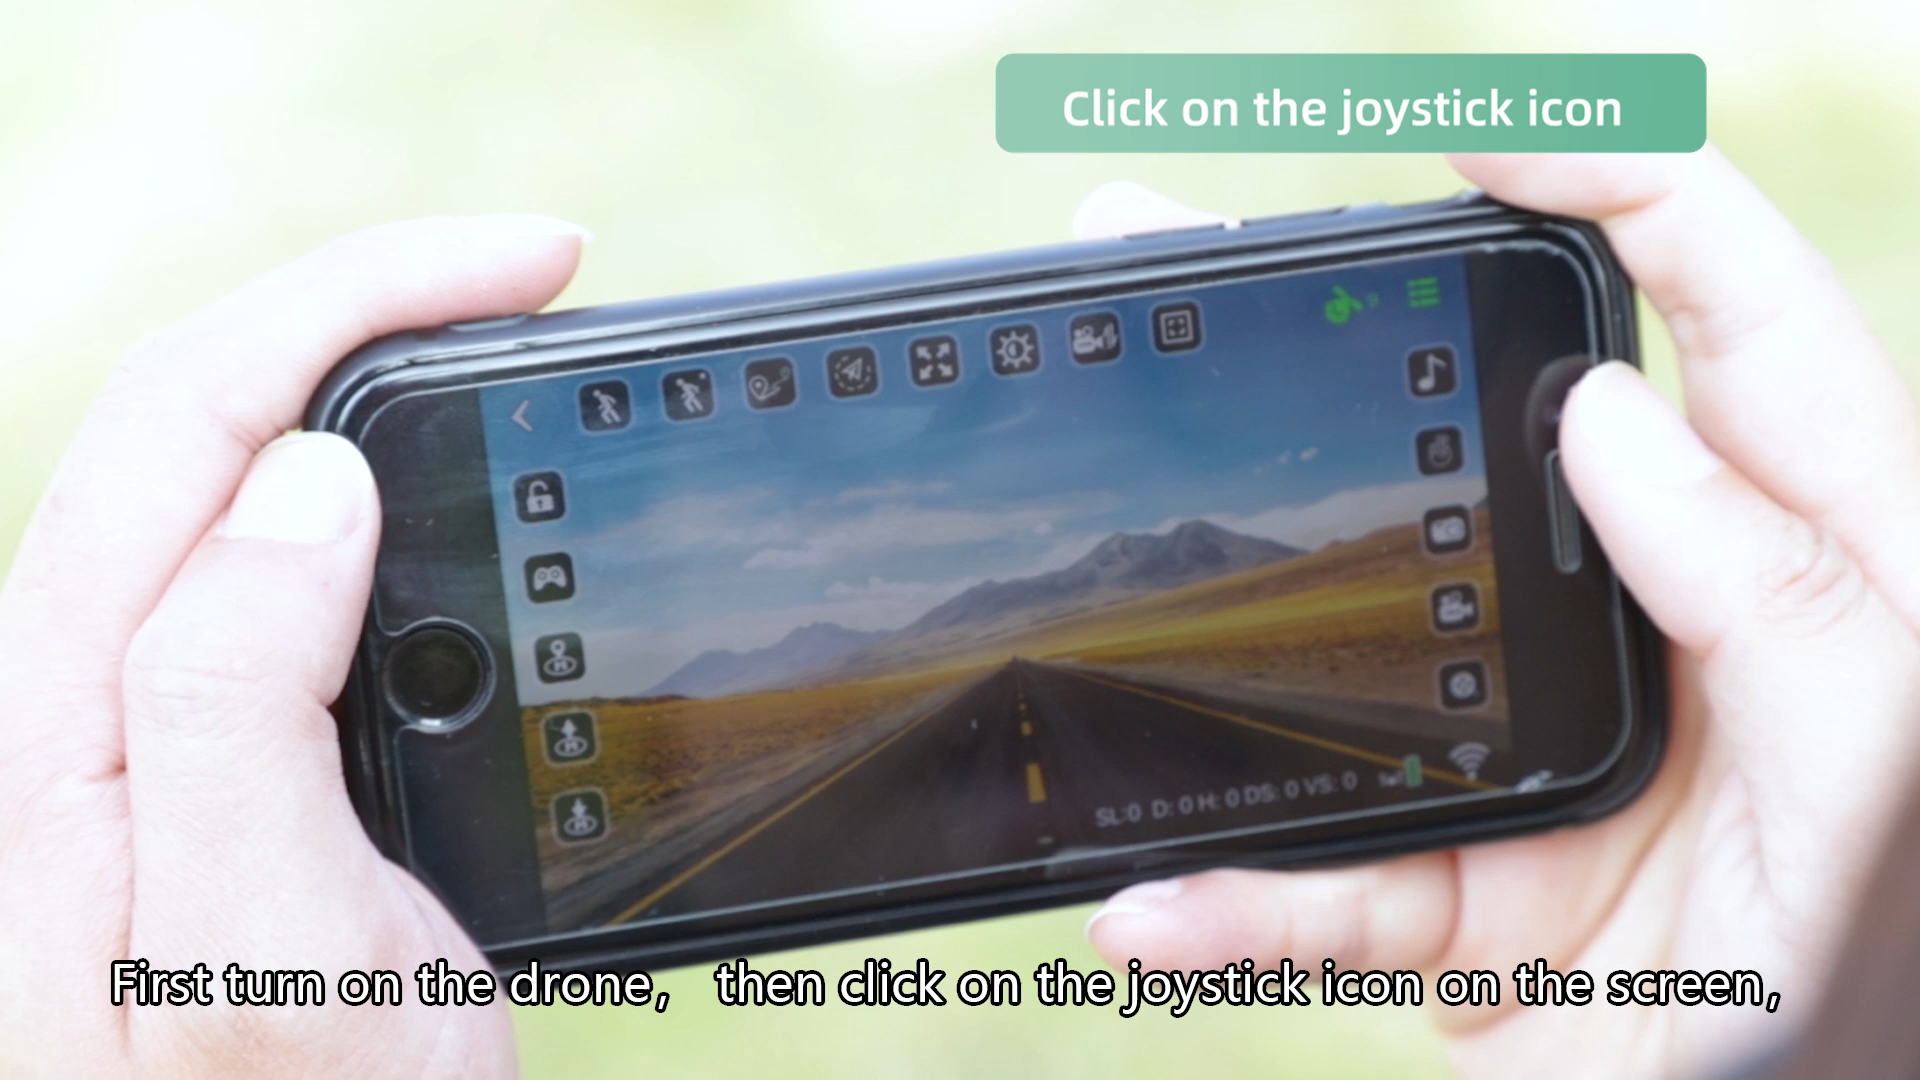 Click on the joystick icon
9
SL:0 D: 0 H: 0 DS: 0 VS: 0
First turn on the drone, then click on the joystick icon on the screen,